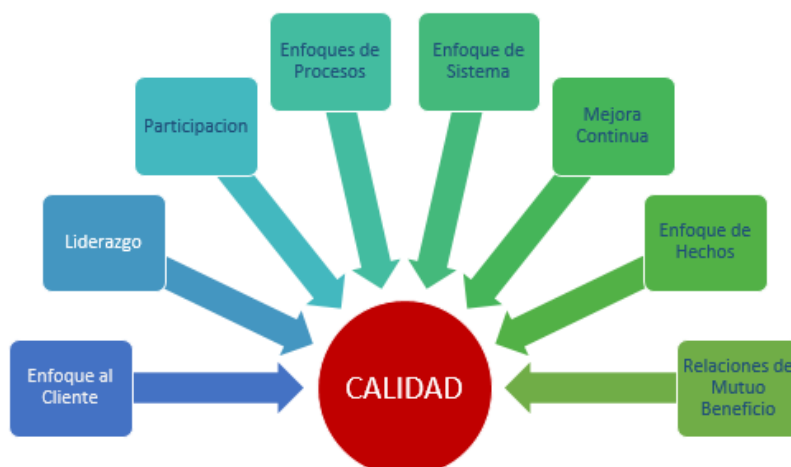 Enfoque al
Cliente
Liderazgo
Participacion
Enfoques de
Procesos
Enfoque de
Sistema
Mejora
Continua
Enfoque de
Hechos
Relaciones de
Mutuo
Beneficio
CALIDAD